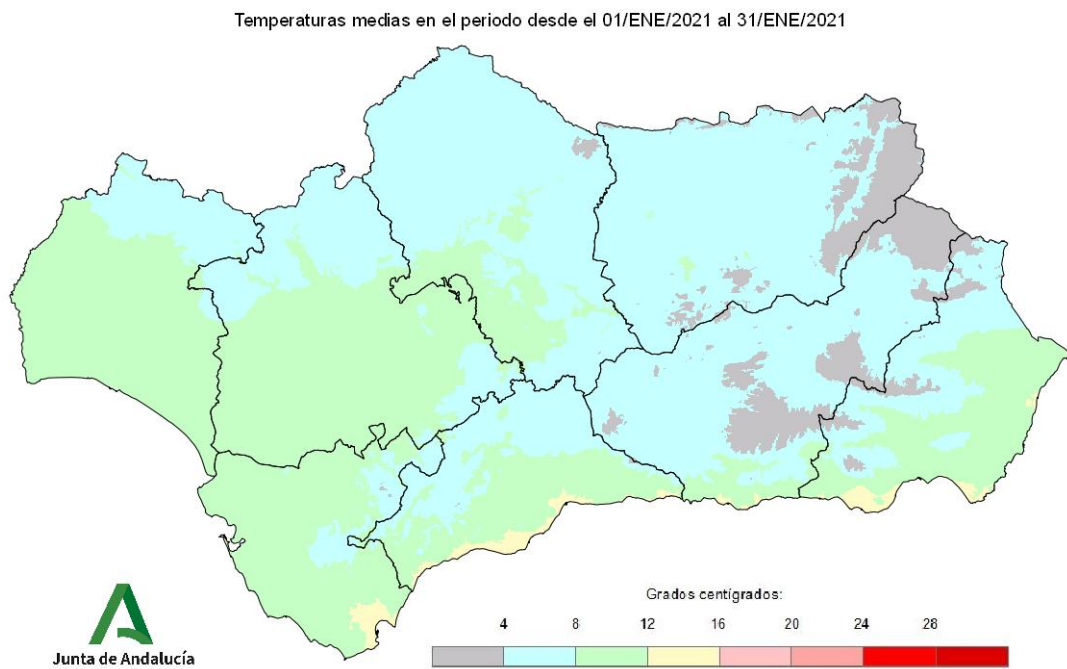 Temperaturas medias en el periodo desde el 01/ENE/2021 al 31/ENE/2021
Grados centígrados:
4 8 12 16 20 24 28
Junta de Andalucía